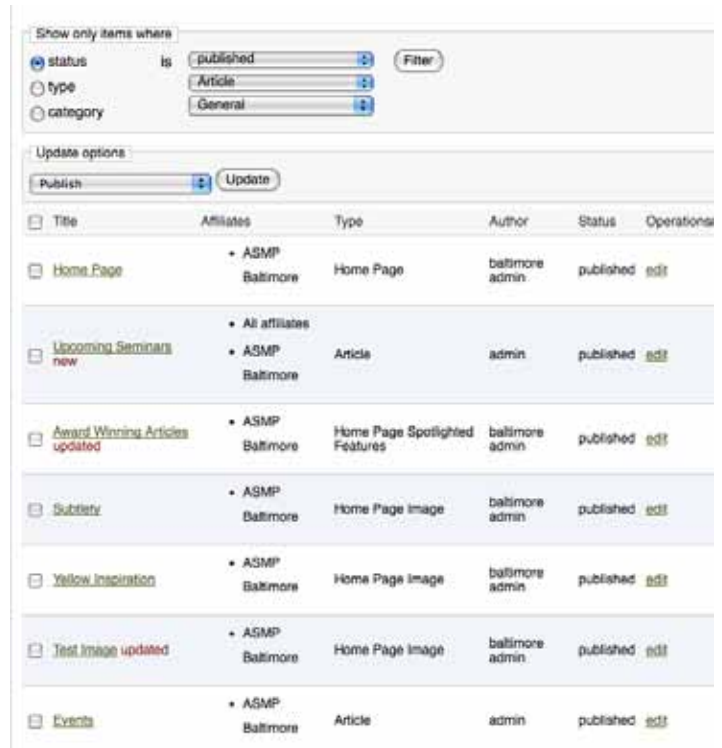 Show only items where
status is published Filter
type Article
category General
Update options
Publish Update
Title Affiliates Type Author Status Operations
Home Page • ASMP Baltimore Home Page baltimore admin published edit
Upcoming Seminars new • All affiliates • ASMP Baltimore Article admin published edit
Award Winning Articles updated • ASMP Baltimore Home Page Spotlighted Features baltimore admin published edit
Subtlety • ASMP Baltimore Home Page Image baltimore admin published edit
Yellow Inspiration • ASMP Baltimore Home Page Image baltimore admin published edit
Test Image updated • ASMP Baltimore Home Page Image baltimore admin published edit
Events • ASMP Baltimore Article admin published edit